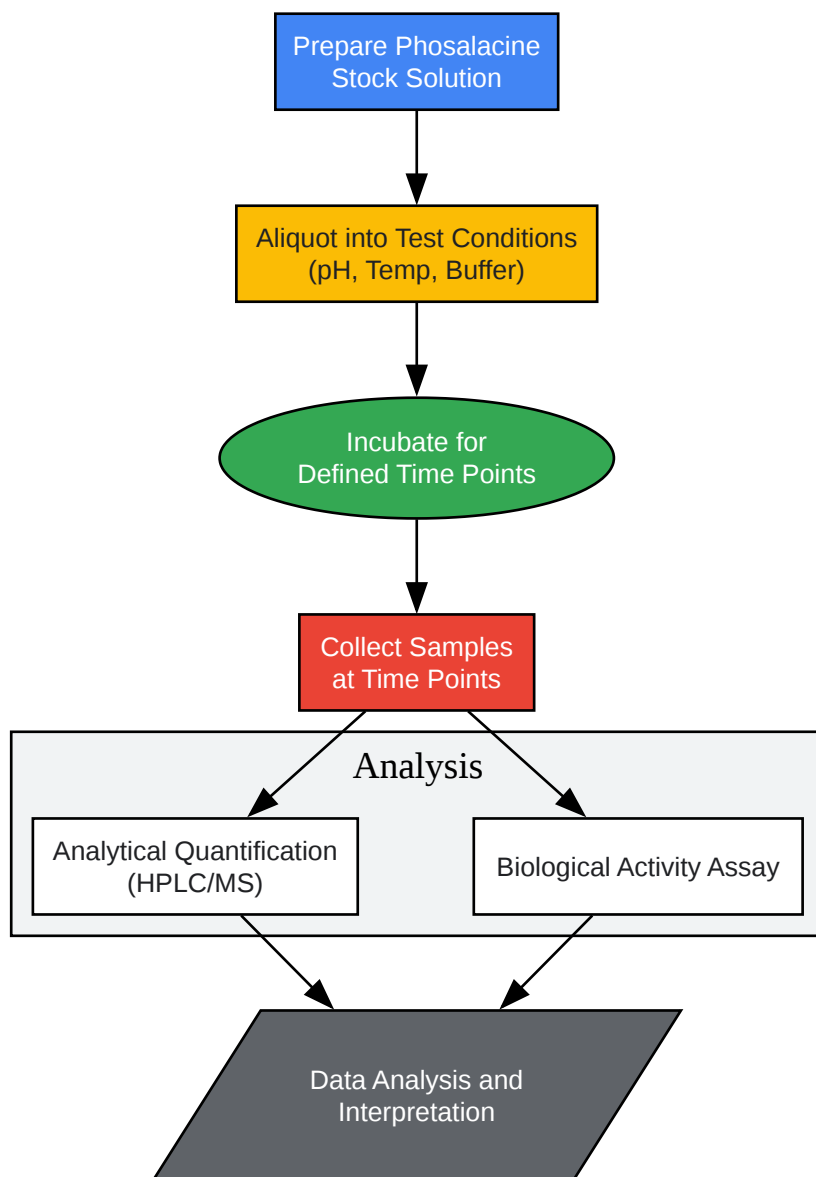 Prepare Phosalacine
Stock Solution
Aliquot into Test Conditions
(pH, Temp, Buffer)
Incubate for
Defined Time Points
Collect Samples
at Time Points
Analysis
Analytical Quantification
(HPLC/MS)
Biological Activity Assay
Data Analysis and
Interpretation